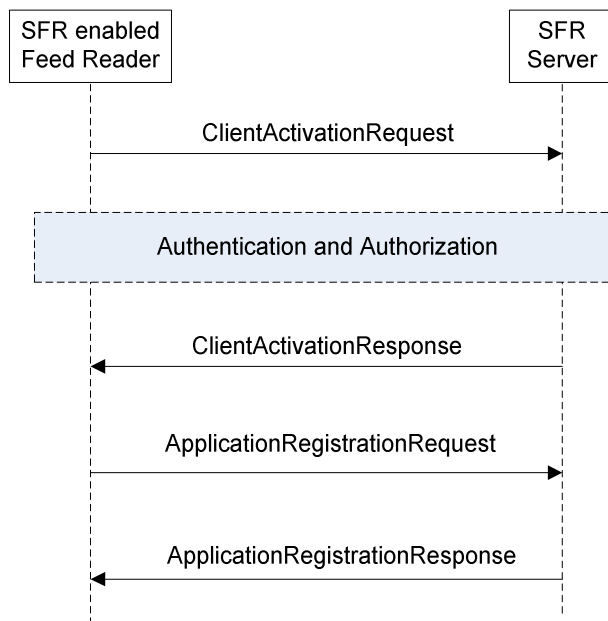 SFR enabled
Feed Reader
SFR
Server
ClientActivationRequest
Authentication and Authorization
ClientActivationResponse
ApplicationRegistrationRequest
ApplicationRegistrationResponse